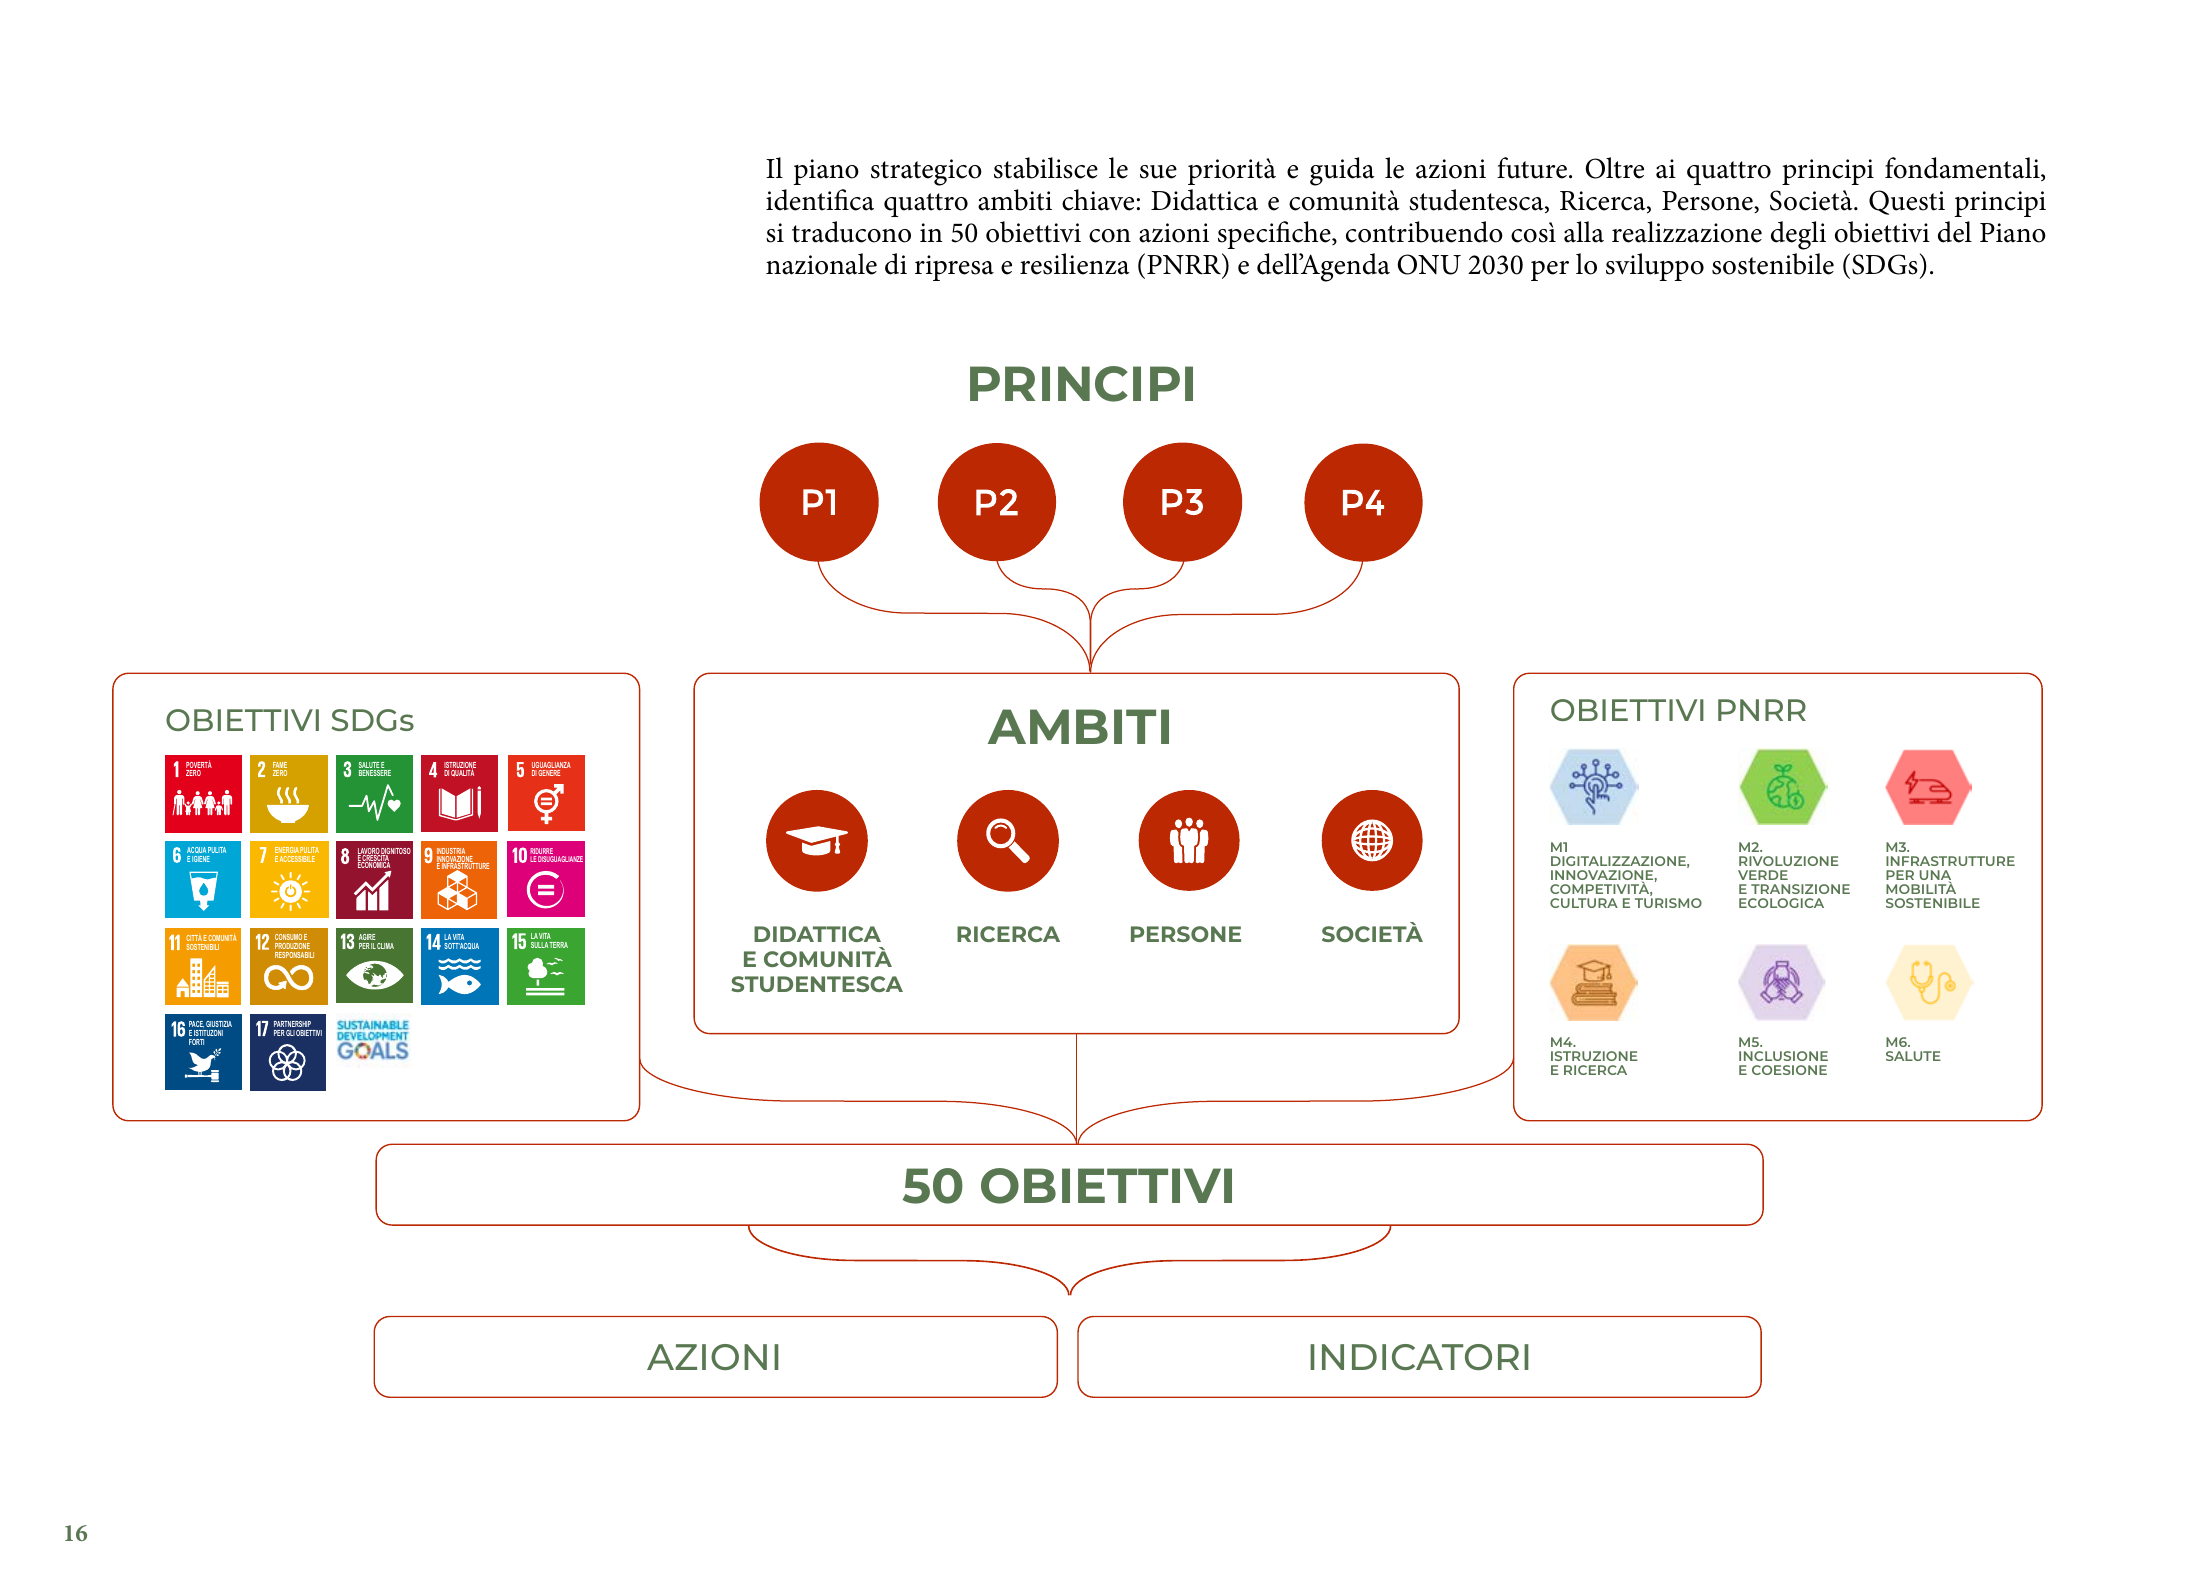 Il piano strategico stabilisce le sue priorità e guida le azioni future. Oltre ai quattro principi fondamentali,
identifica quattro ambiti chiave: Didattica e comunità studentesca, Ricerca, Persone, Società. Questi principi
si traducono in 50 obiettivi con azioni specifiche, contribuendo così alla realizzazione degli obiettivi del Piano
nazionale di ripresa e resilienza (PNRR) e dell’Agenda ONU 2030 per lo sviluppo sostenibile (SDGs).
PRINCIPI
P1
P2
P3
P4
OBIETTIVI SDGs
1 POVERTÀ
ZERO
2 FAME
ZERO
3 SALUTE E
BENESSERE
4 ISTRUZIONE
DI QUALITÀ
5 UGUAGLIANZA
DI GENERE
6 ACQUA PULITA
E IGIENE
7 ENERGIA PULITA
E ACCESSIBILE
8 LAVORO DIGNITOSO
E CRESCITA
ECONOMICA
9 INDUSTRIA
INNOVAZIONE
E INFRASTRUTTURE
10 RIDURRE
LE DISUGUAGLIANZE
11 CITTÀ E COMUNITÀ
SOSTENIBILI
12 CONSUMO E
PRODUZIONE
RESPONSABILI
13 AGIRE
PER IL CLIMA
14 LA VITA
SOTT'ACQUA
15 LA VITA
SULLA TERRA
16 PACE, GIUSTIZIA
E ISTITUZONI
FORTI
17 PARTNERSHIP
PER GLI OBIETTIVI
SUSTAINABLE
DEVELOPMENT
GOALS
AMBITI
DIDATTICA
E COMUNITÀ
STUDENTESCA
RICERCA
PERSONE
SOCIETÀ
OBIETTIVI PNRR
M1
DIGITALIZZAZIONE,
INNOVAZIONE,
COMPETIVITÀ,
CULTURA E TURISMO
M2.
RIVOLUZIONE
VERDE
E TRANSIZIONE
ECOLOGICA
M3.
INFRASTRUTTURE
PER UNA
MOBILITÀ
SOSTENIBILE
M4.
ISTRUZIONE
E RICERCA
M5.
INCLUSIONE
E COESIONE
M6.
SALUTE
50 OBIETTIVI
AZIONI
INDICATORI
16